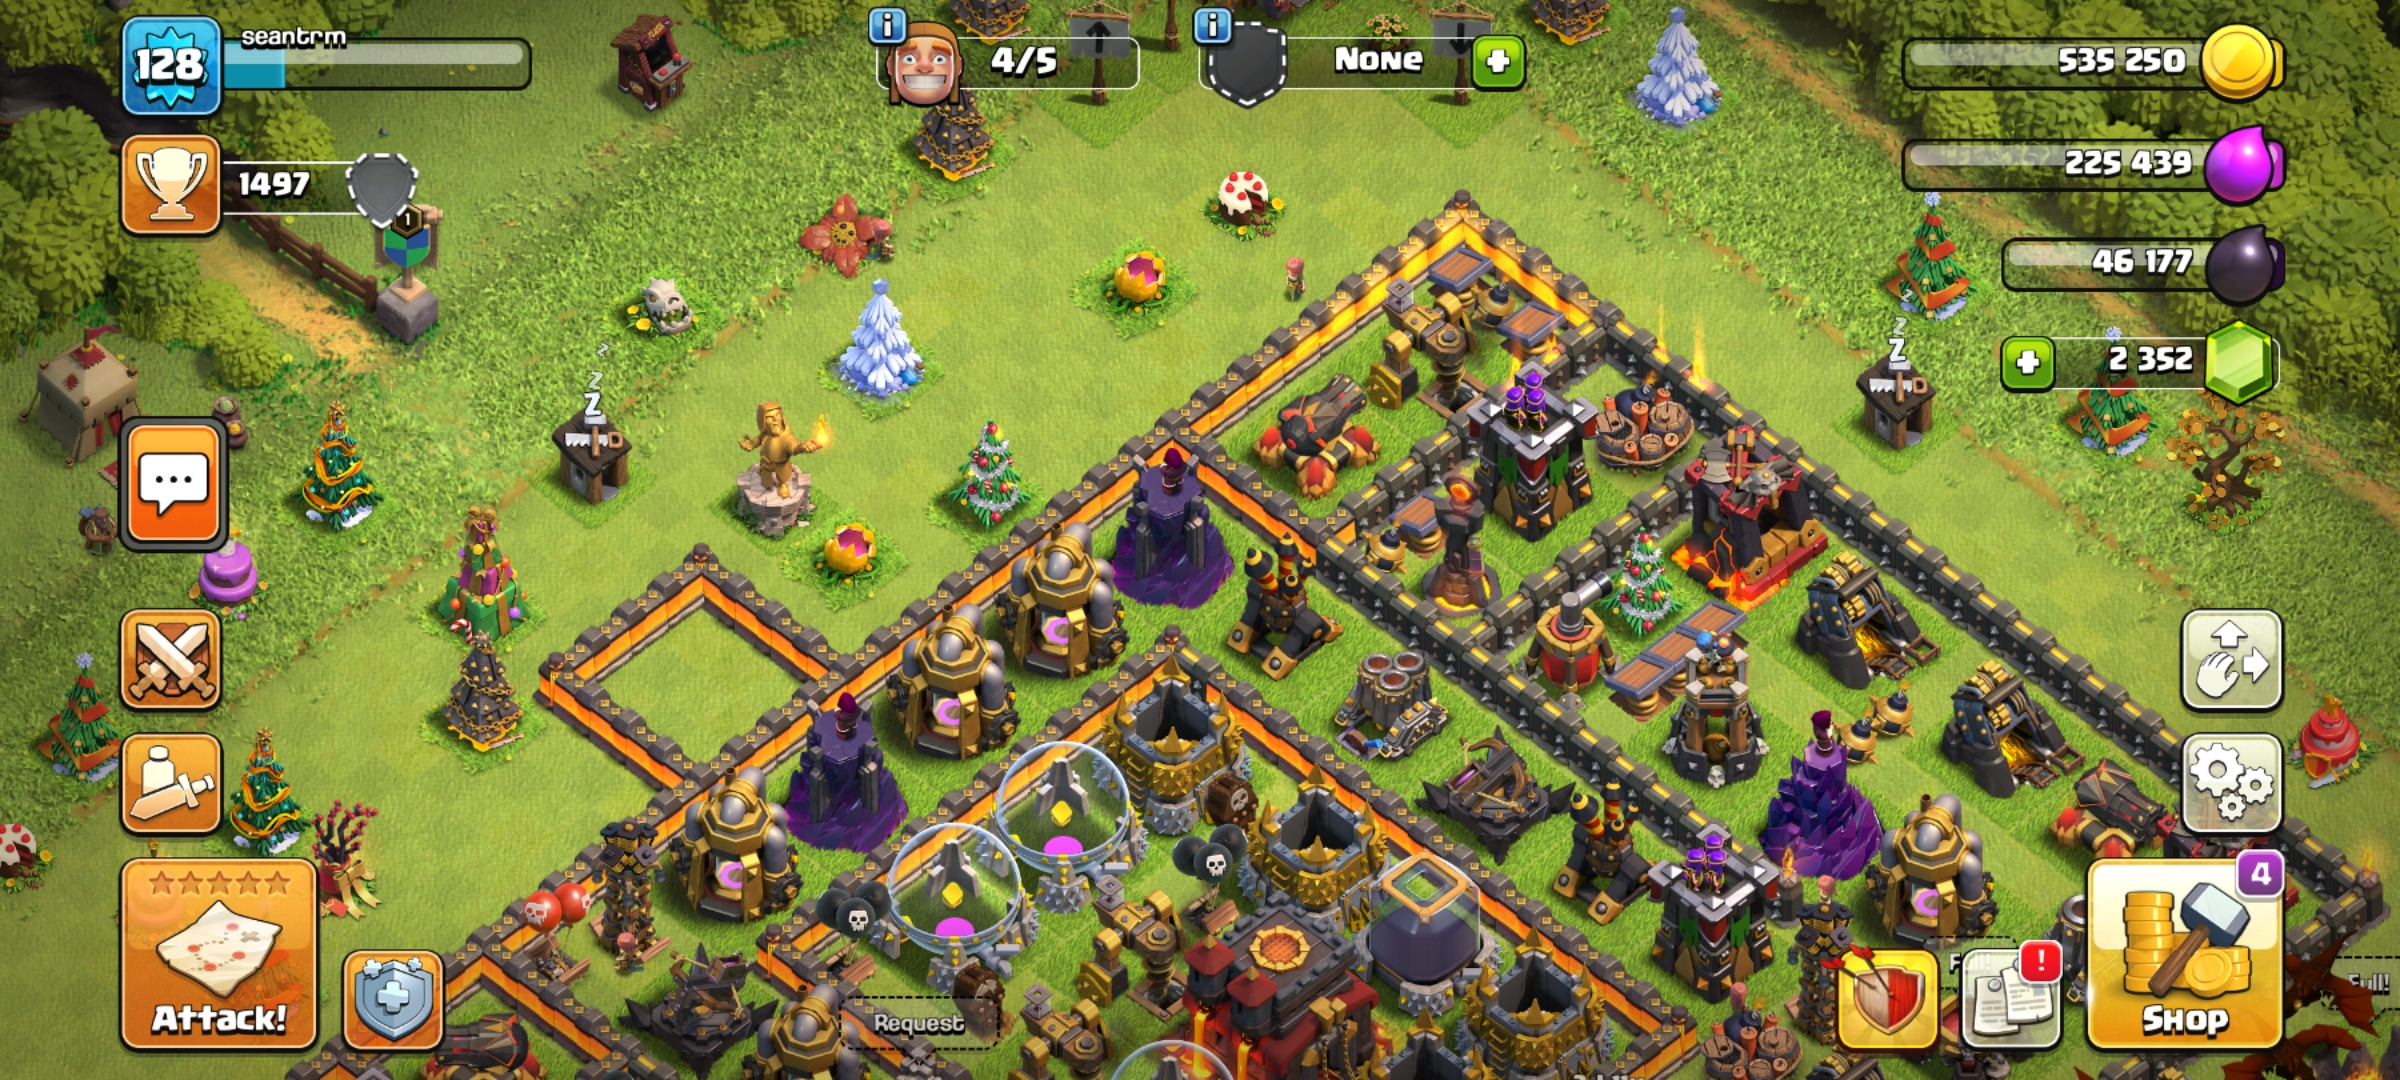 128
seantrm
4/5
None
535 250
1497
225 439
1
46 177
2 352
z
Z
z
Z
4
Attack!
Request
Full!
Shop